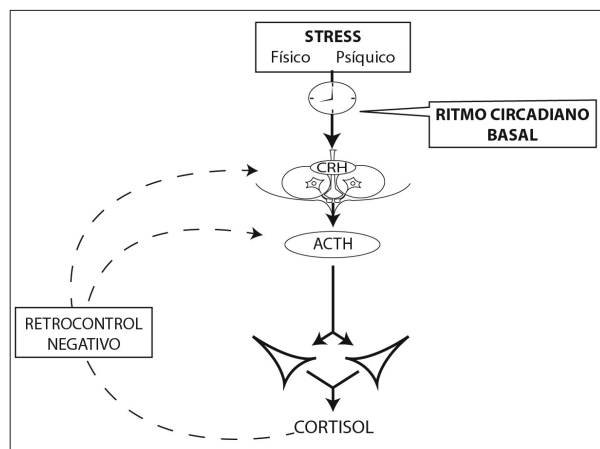 STRESS
Físico Psíquico
RITMO CIRCADIANO
BASAL
CRH
ACTH
RETROCONTROL
NEGATIVO
CORTISOL